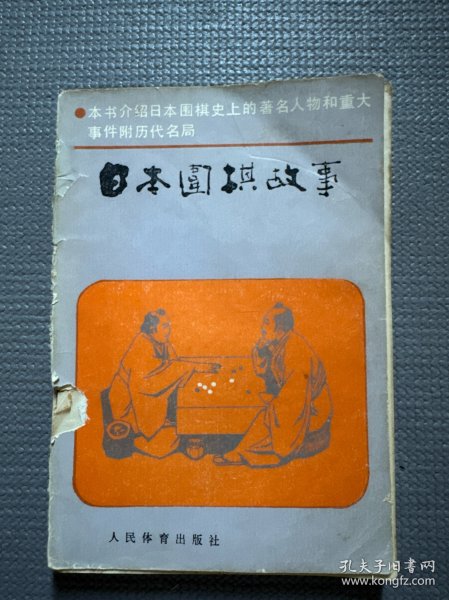 ●本书介绍日本围棋史上的著名人物和重大
事件附历代名局
日本圍棋故事
人民体育出版社
孔夫子旧书网
www.kongfz.com